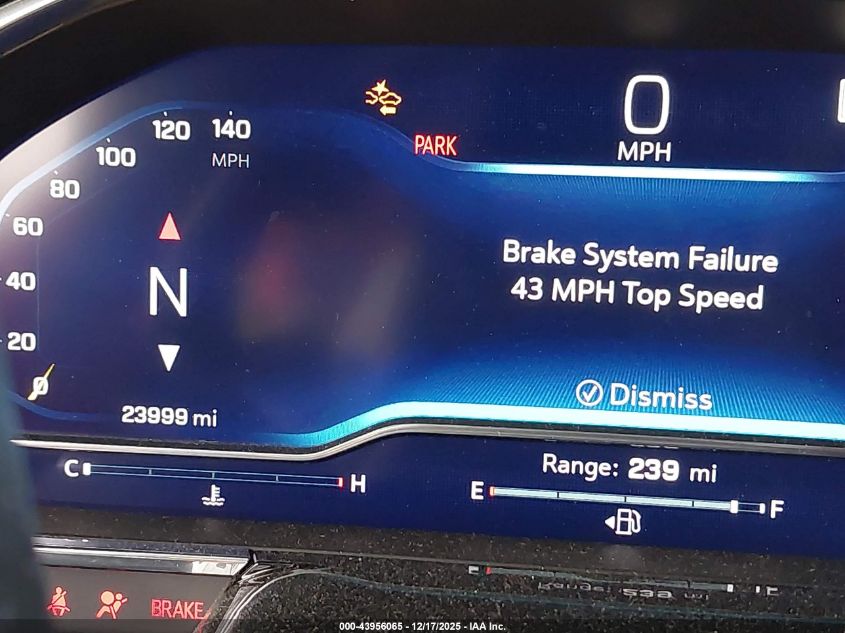 0
120 140
100
MPH
80
60
40
20
0
PARK
MPH
N
23999 mi
Brake System Failure
43 MPH Top Speed
Dismiss
C H
Range: 239 mi
E F
BRAKE
000-43956065 - 12/17/2025 - IAA Inc.